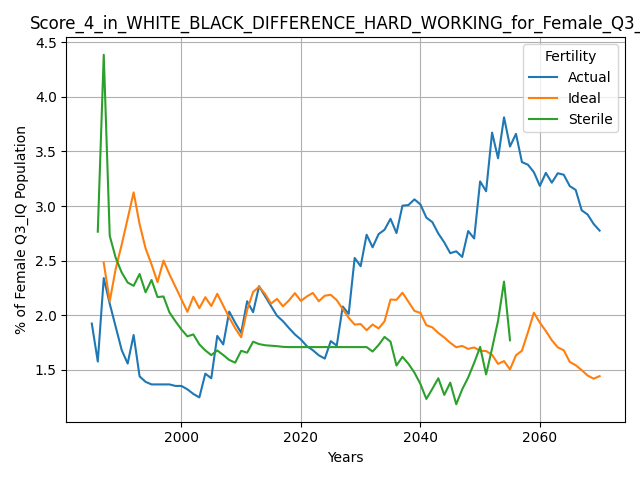 Score_4_in_WHITE_BLACK_DIFFERENCE_HARD_WORKING_for_Female_Q3_
% of Female Q3_IQ Population
4.5
4.0
3.5
3.0
2.5
2.0
1.5
Fertility
Actual
Ideal
Sterile
2000
2020
2040
2060
Years